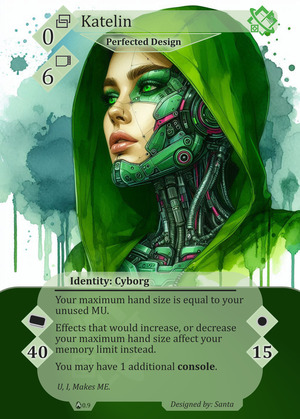 Katelin
0
Perfected Design
6
Identity: Cyborg
Your maximum hand size is equal to your
unused MU.
Effects that would increase, or decrease
your maximum hand size affect your
memory limit instead.
You may have 1 additional console.
40
15
U, I, Makes ME.
0.9
Designed by: Santa